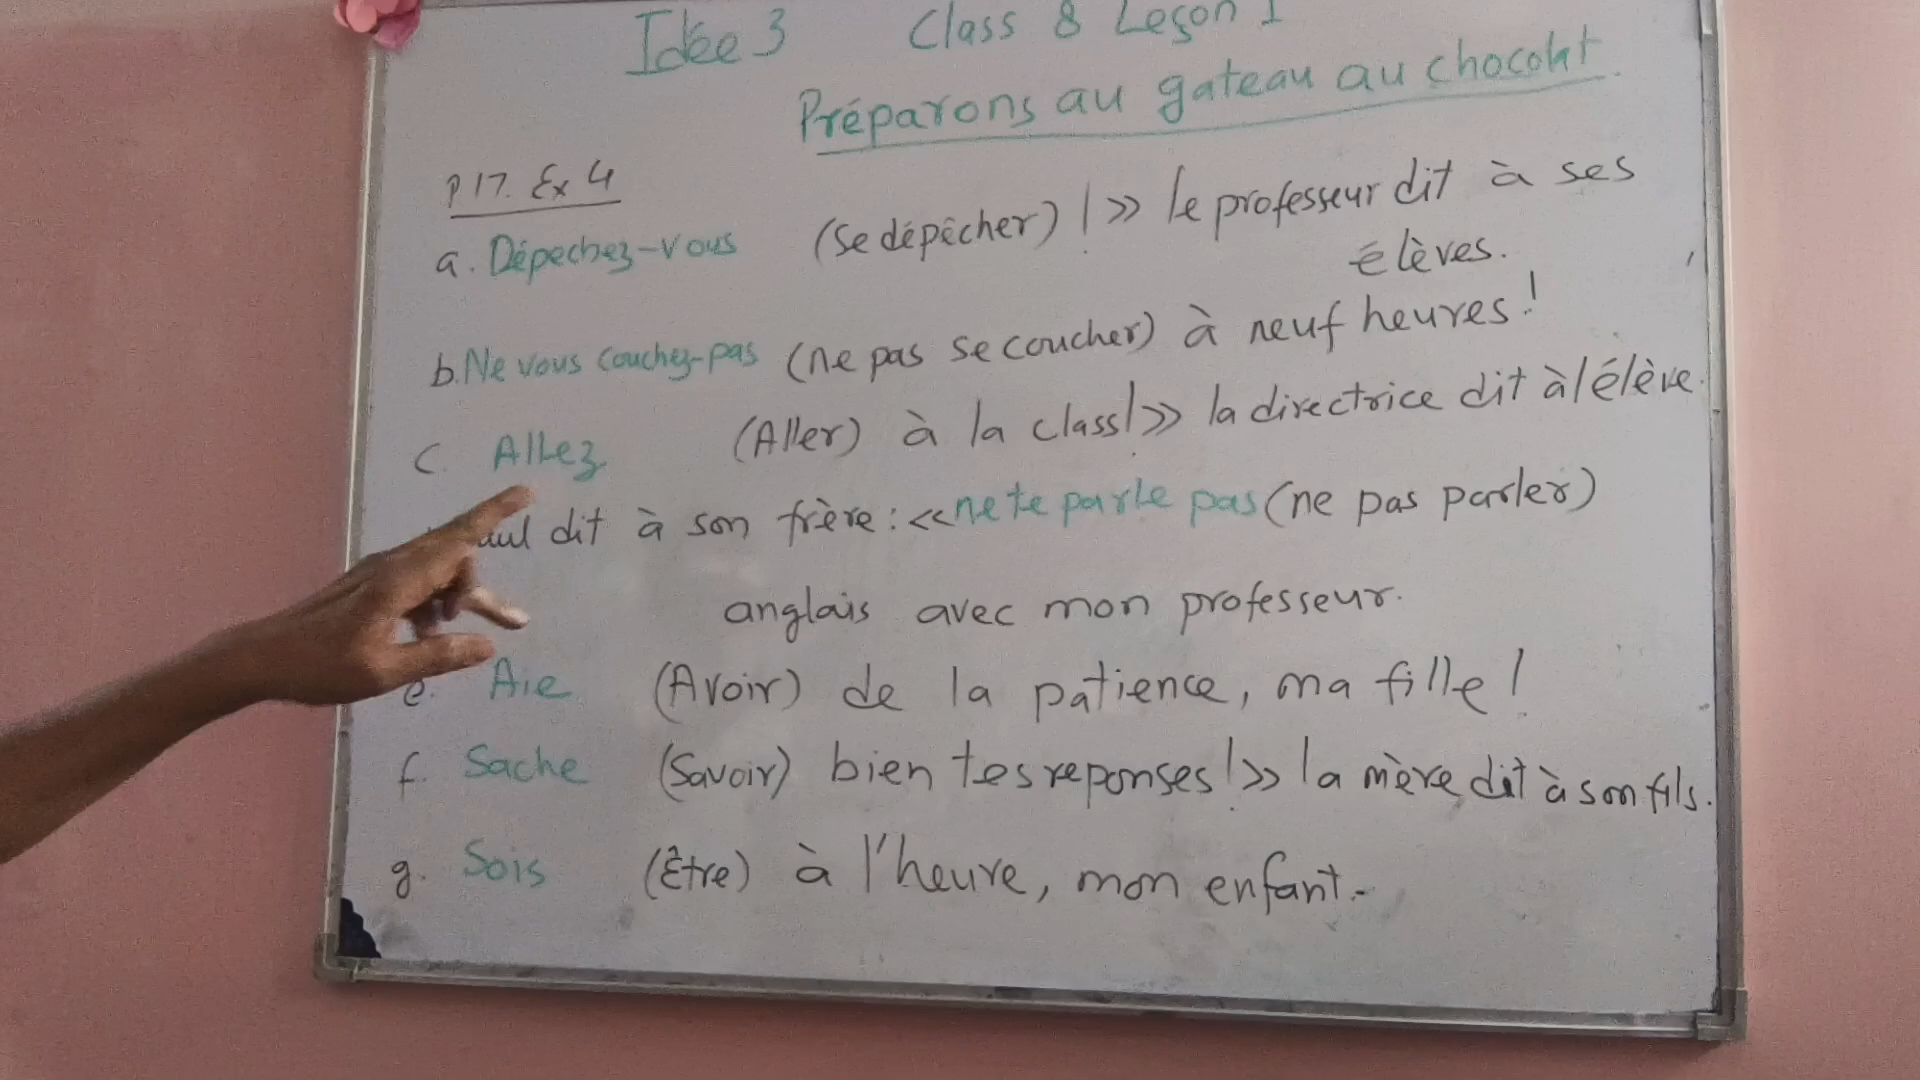 Idée 3 Class 8 Leçon 1
Préparons au gateau au chocolat.
P 17. Ex 4
a. Dépechez-vous (se dépêcher) !>> le professeur dit à ses
élèves.
b. Ne vous couchez-pas (ne pas se coucher) à neuf heures!
c. Allez (Aller) à la class!>> la directrice dit à l'élève.
dit à son frère: <<ne te parle pas (ne pas parler)
anglais avec mon professeur.
e. Aie (Avoir) de la patience, ma fille!
f. Sache (Savoir) bien tes reponses!>> la mère dit à son fils.
g. Sois (Être) à l'heure, mon enfant.